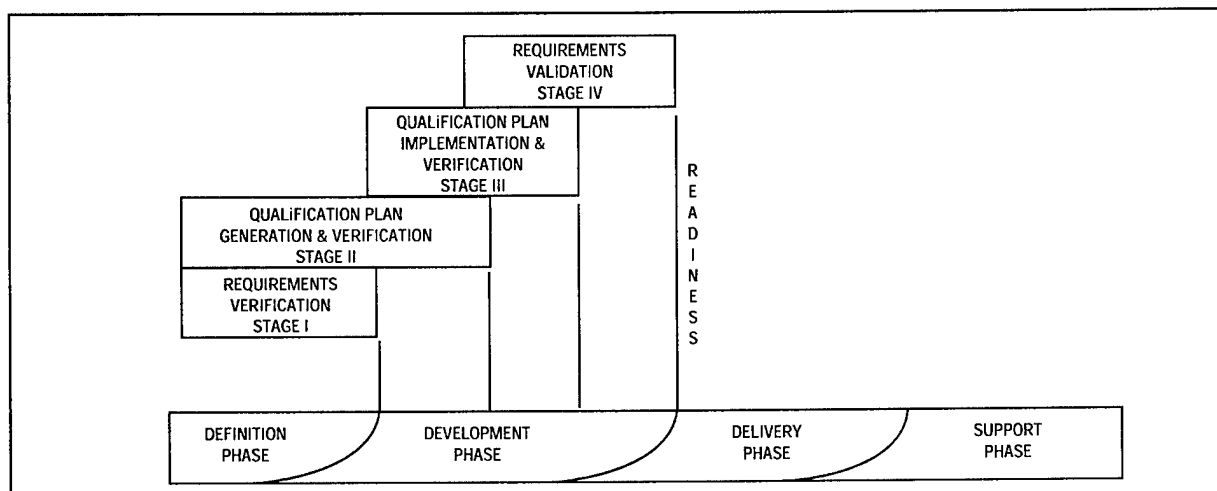 REQUIREMENTS
VALIDATION
STAGE IV
QUALIFICATION PLAN
IMPLEMENTATION &
VERIFICATION
STAGE III
QUALIFICATION PLAN
GENERATION & VERIFICATION
STAGE II
REQUIREMENTS
VERIFICATION
STAGE I
READINESS
DEFINITION
PHASE
DEVELOPMENT
PHASE
DELIVERY
PHASE
SUPPORT
PHASE